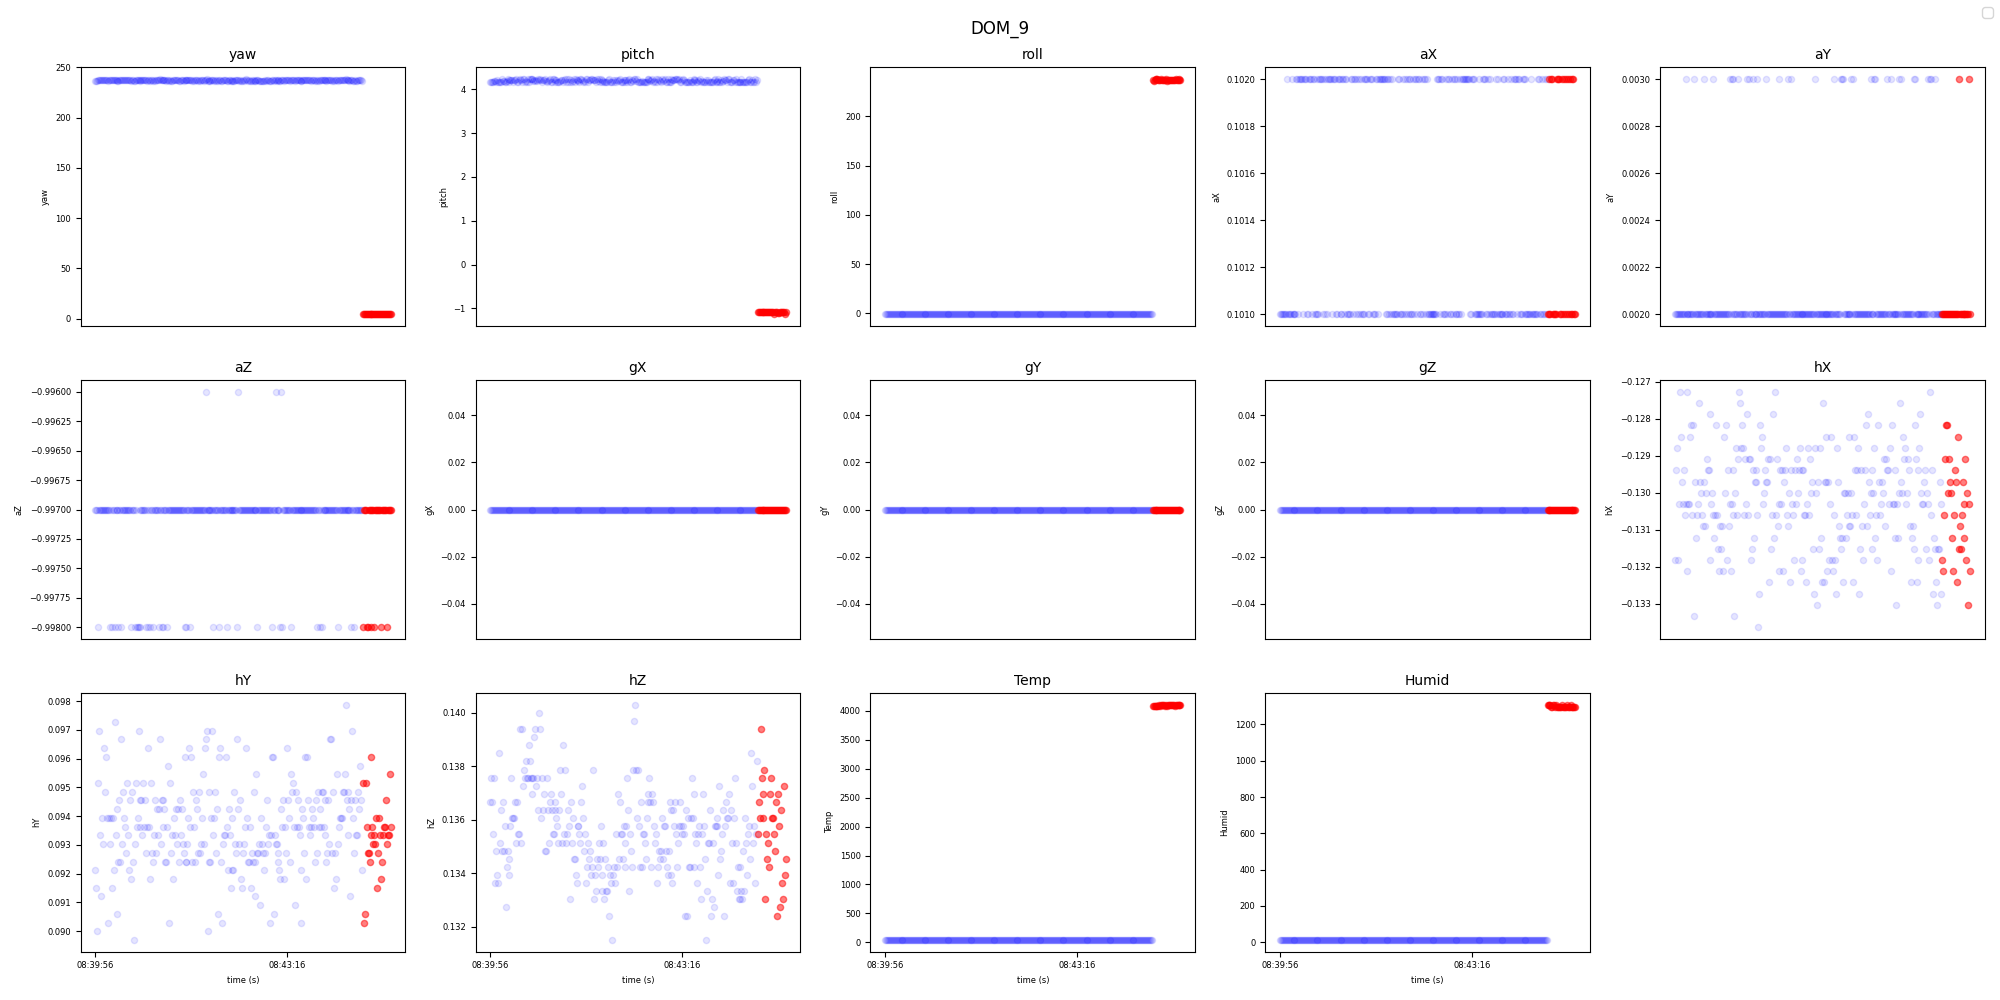 DOM_9
yaw
pitch
roll
aX
aY
250
200
150
100
50
0
yaw
4
3
2
1
0
−1
pitch
200
150
100
50
0
roll
0.1020
0.1018
0.1016
0.1014
0.1012
0.1010
aX
0.0030
0.0028
0.0026
0.0024
0.0022
0.0020
aY
aZ
gX
gY
gZ
hX
−0.99600
−0.99625
−0.99650
−0.99675
−0.99700
−0.99725
−0.99750
−0.99775
−0.99800
aZ
0.04
0.02
0.00
−0.02
−0.04
gX
0.04
0.02
0.00
−0.02
−0.04
gY
0.04
0.02
0.00
−0.02
−0.04
gZ
−0.127
−0.128
−0.129
−0.130
−0.131
−0.132
−0.133
hX
hY
hZ
Temp
Humid
0.098
0.097
0.096
0.095
0.094
0.093
0.092
0.091
0.090
hY
08:39:56
08:43:16
time (s)
0.140
0.138
0.136
0.134
0.132
hZ
08:39:56
08:43:16
time (s)
4000
3500
3000
2500
2000
1500
1000
500
0
Temp
08:39:56
08:43:16
time (s)
1200
1000
800
600
400
200
0
Humid
08:39:56
08:43:16
time (s)